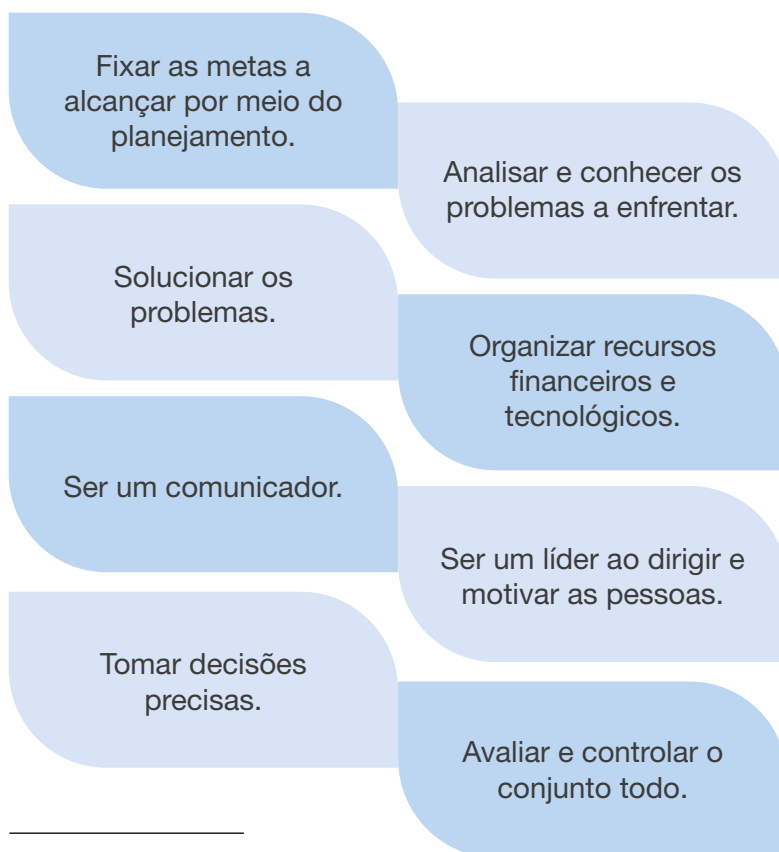 Fixar as metas a
alcançar por meio do
planejamento.
Analisar e conhecer os
problemas a enfrentar.
Solucionar os
problemas.
Organizar recursos
financeiros e
tecnológicos.
Ser um comunicador.
Ser um líder ao dirigir e
motivar as pessoas.
Tomar decisões
precisas.
Avaliar e controlar o
conjunto todo.